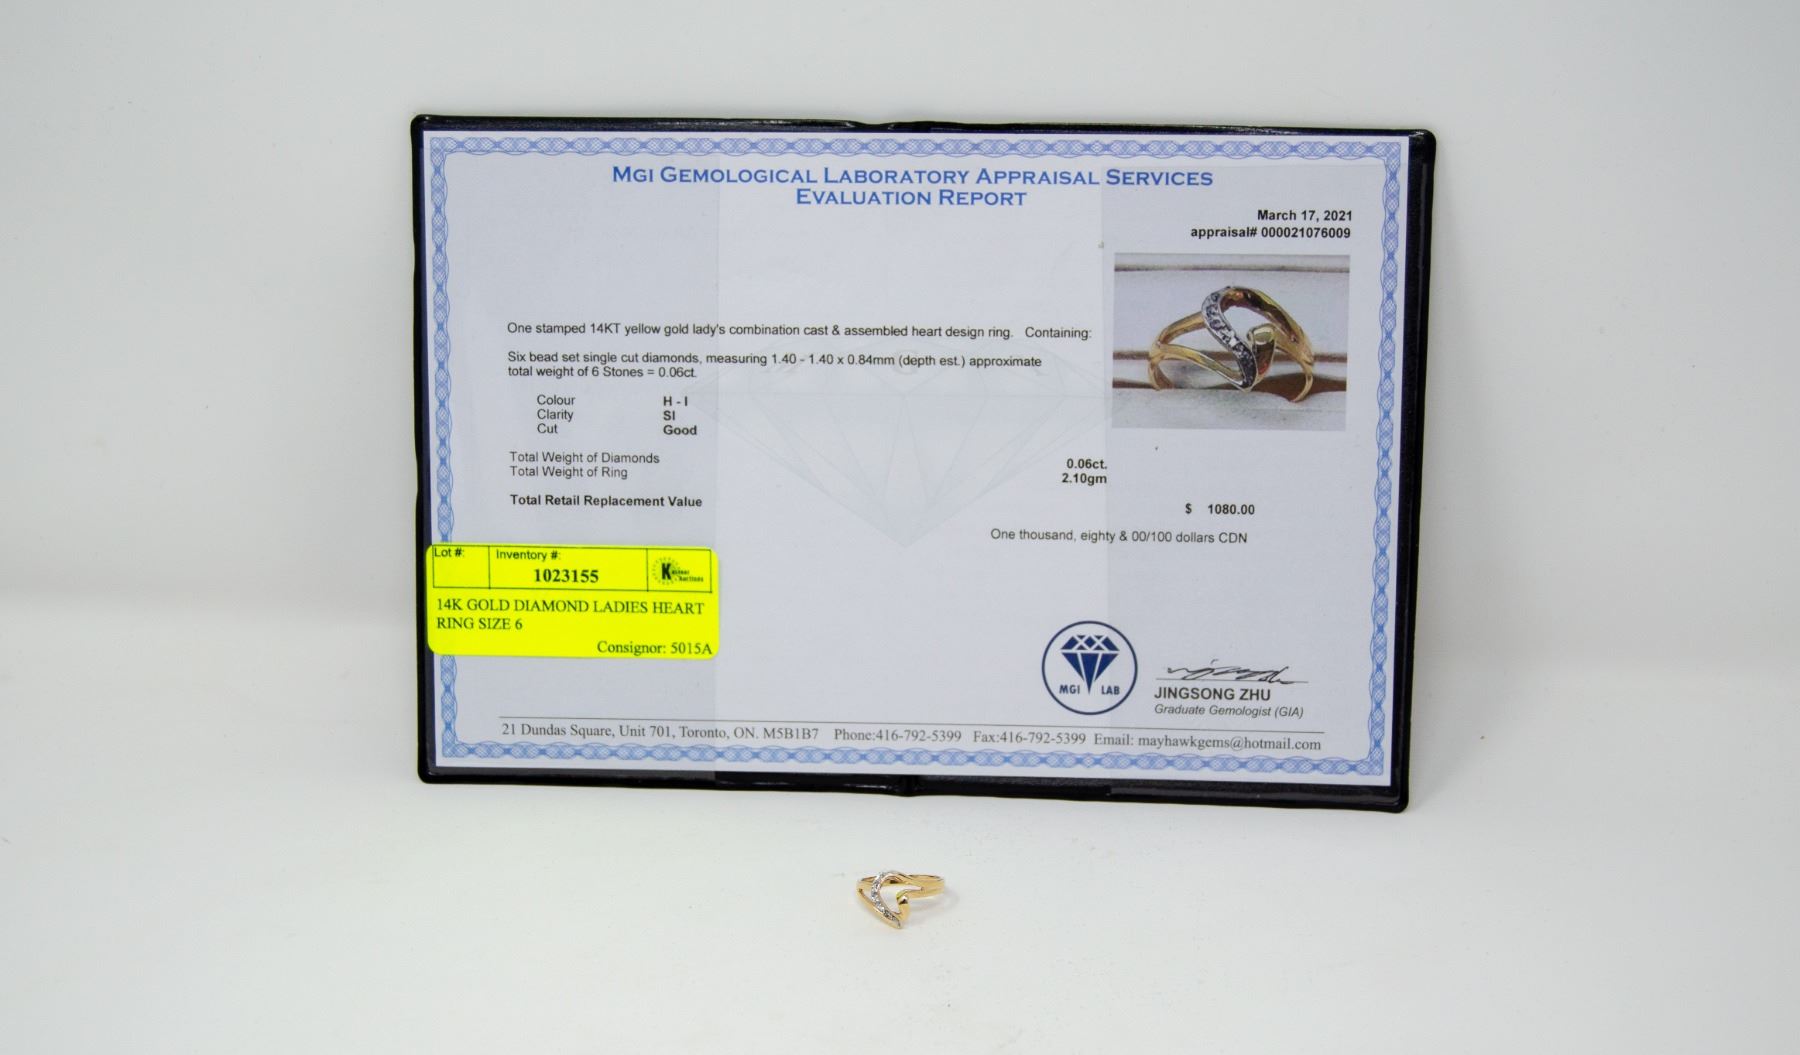 MGI GEMOLOGICAL LABORATORY APPRAISAL SERVICES
EVALUATION REPORT
March 17, 2021
appraisal# 000021076009
One stamped 14KT yellow gold lady's combination cast & assembled heart design ring. Containing:
Six bead set single cut diamonds, measuring 1.40 - 1.40 x 0.84mm (depth est.) approximate
total weight of 6 Stones = 0.06ct.
Colour H - I
Clarity SI
Cut Good
Total Weight of Diamonds 0.06ct.
Total Weight of Ring 2.10gm
Total Retail Replacement Value $ 1080.00
One thousand, eighty & 00/100 dollars CDN
Lot #: Inventory #:
1023155
14K GOLD DIAMOND LADIES HEART
RING SIZE 6
Consignor: 5015A
MGI LAB
JINGSONG ZHU
Graduate Gemologist (GIA)
21 Dundas Square, Unit 701, Toronto, ON. M5B1B7 Phone:416-792-5399 Fax:416-792-5399 Email: mayhawkgems@hotmail.com